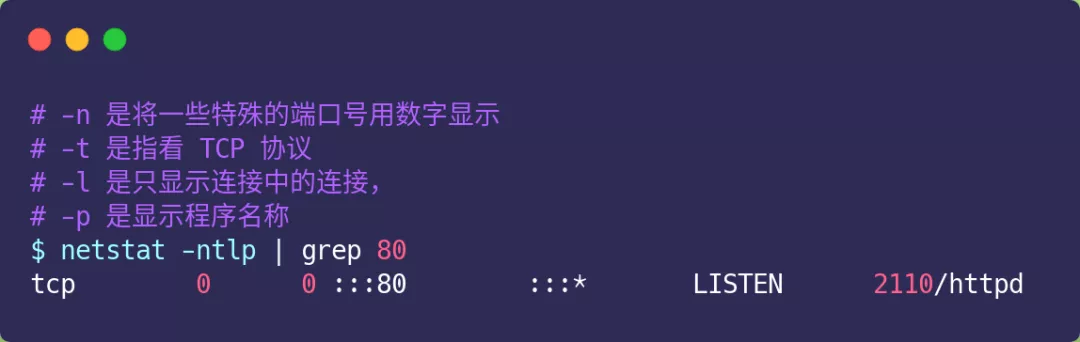 # -n 是将一些特殊的端口号用数字显示
# -t 是指看 TCP 协议
# -l 是只显示连接中的连接，
# -p 是显示程序名称
$ netstat -ntlp | grep 80
tcp        0      0 :::80        :::*       LISTEN      2110/httpd